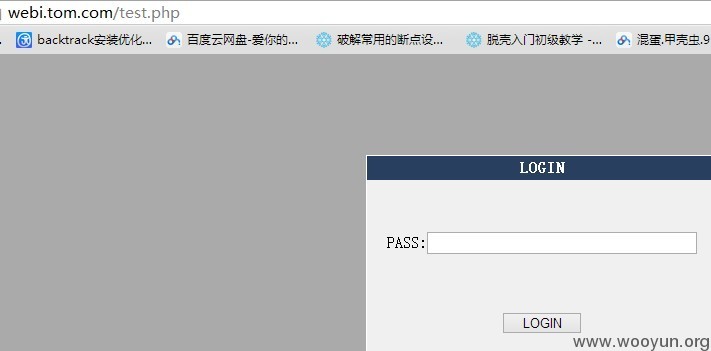 webi.tom.com/test.php
backtrack安装优化... 百度云网盘-爱你的... 破解常用的断点设... 脱壳入门初级教学 -... 混蛋.甲壳虫.9
LOGIN
PASS:
LOGIN
www.wooyun.org